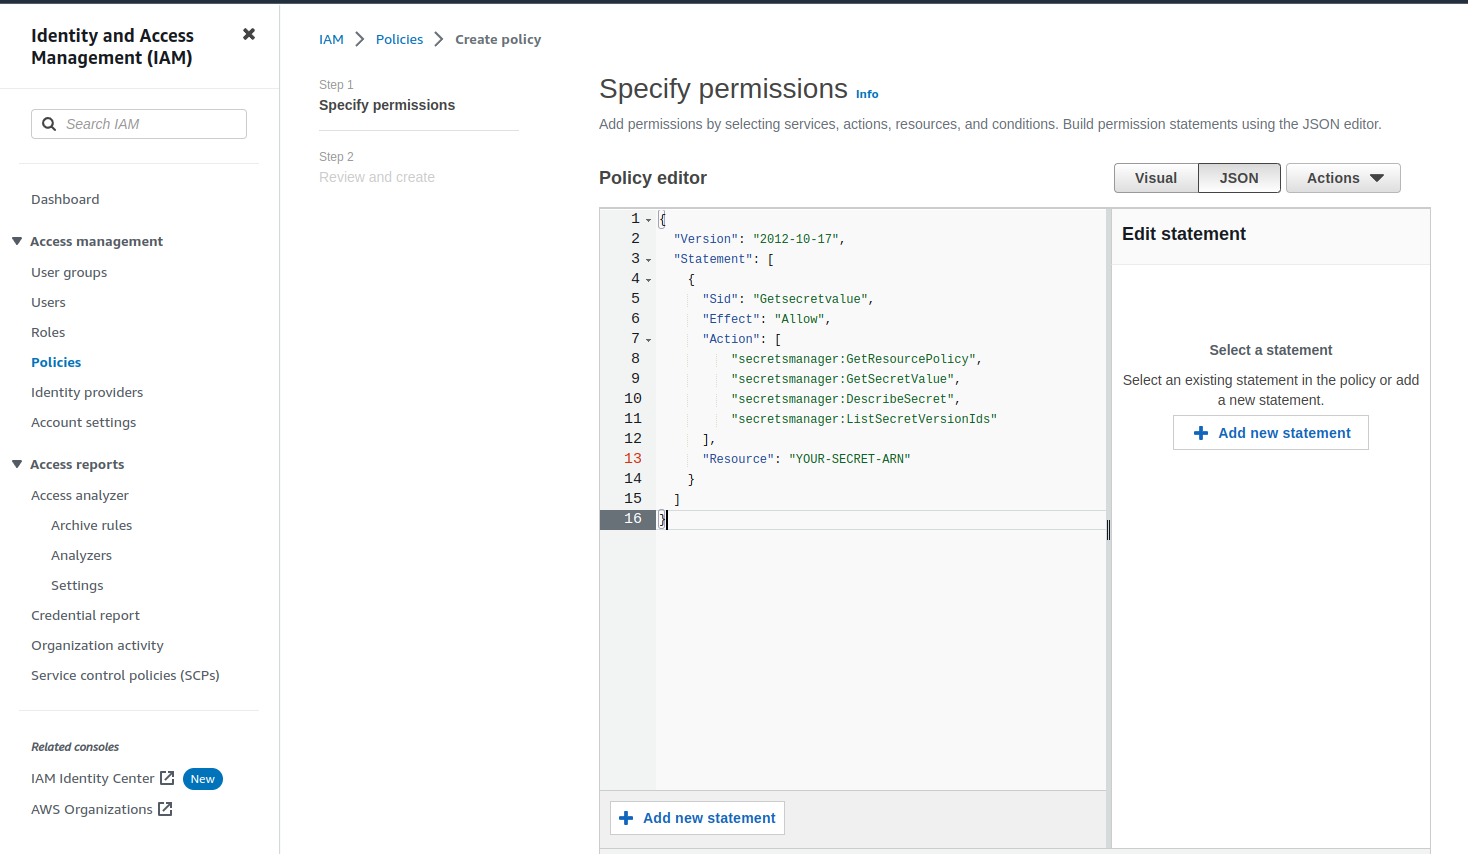 Identity and Access
Management (IAM)
Search IAM
Dashboard
Access management
User groups
Users
Roles
Policies
Identity providers
Account settings
Access reports
Access analyzer
Archive rules
Analyzers
Settings
Credential report
Organization activity
Service control policies (SCPs)
Related consoles
IAM Identity Center New
AWS Organizations
IAM Policies Create policy
Step 1
Specify permissions
Step 2
Review and create
Specify permissions Info
Add permissions by selecting services, actions, resources, and conditions. Build permission statements using the JSON editor.
Policy editor
Visual JSON Actions
1 {
2 "Version": "2012-10-17",
3 "Statement": [
4 {
5 "Sid": "Getsecretvalue",
6 "Effect": "Allow",
7 "Action": [
8 "secretsmanager:GetResourcePolicy",
9 "secretsmanager:GetSecretValue",
10 "secretsmanager:DescribeSecret",
11 "secretsmanager:ListSecretVersionIds"
12 ],
13 "Resource": "YOUR-SECRET-ARN"
14 }
15 ]
16 }
Add new statement
Edit statement
Select a statement
Select an existing statement in the policy or add
a new statement.
Add new statement